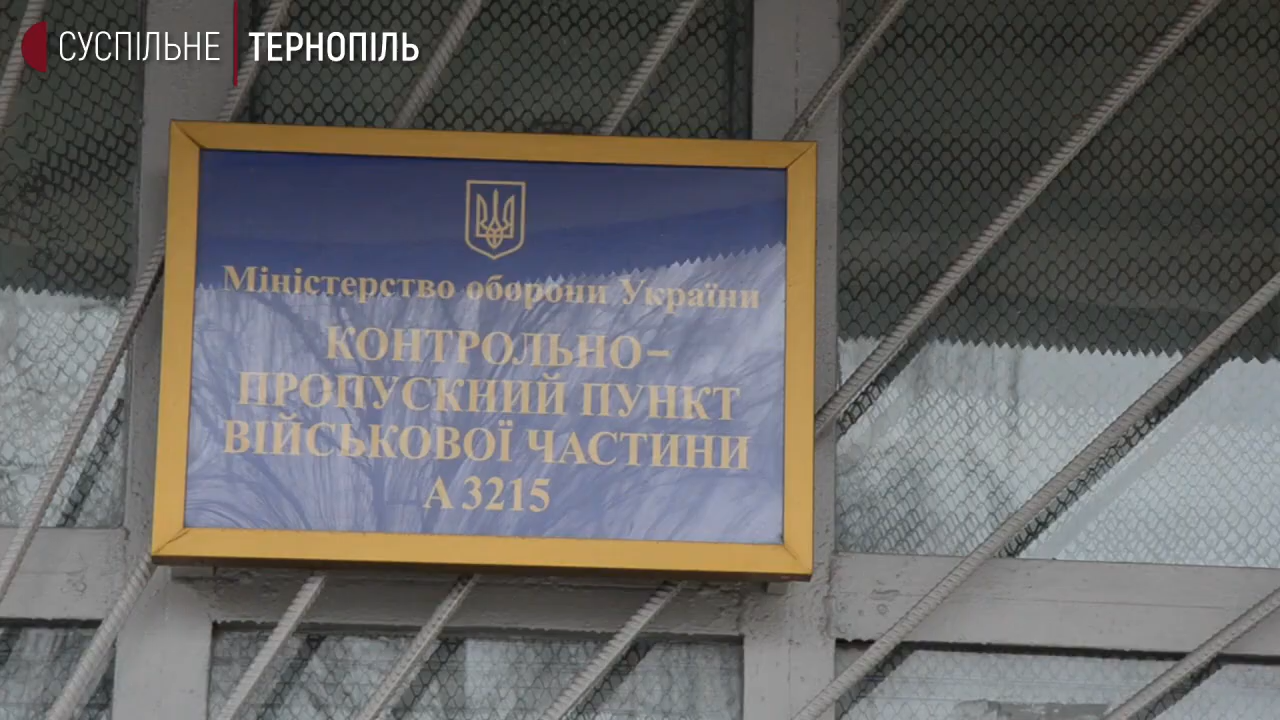 СУСПІЛЬНЕ ТЕРНОПІЛЬ
Міністерство оборони України
КОНТРОЛЬНО-
ПРОПУСКНИЙ ПУНКТ
ВІЙСЬКОВОЇ ЧАСТИНИ
А 3215